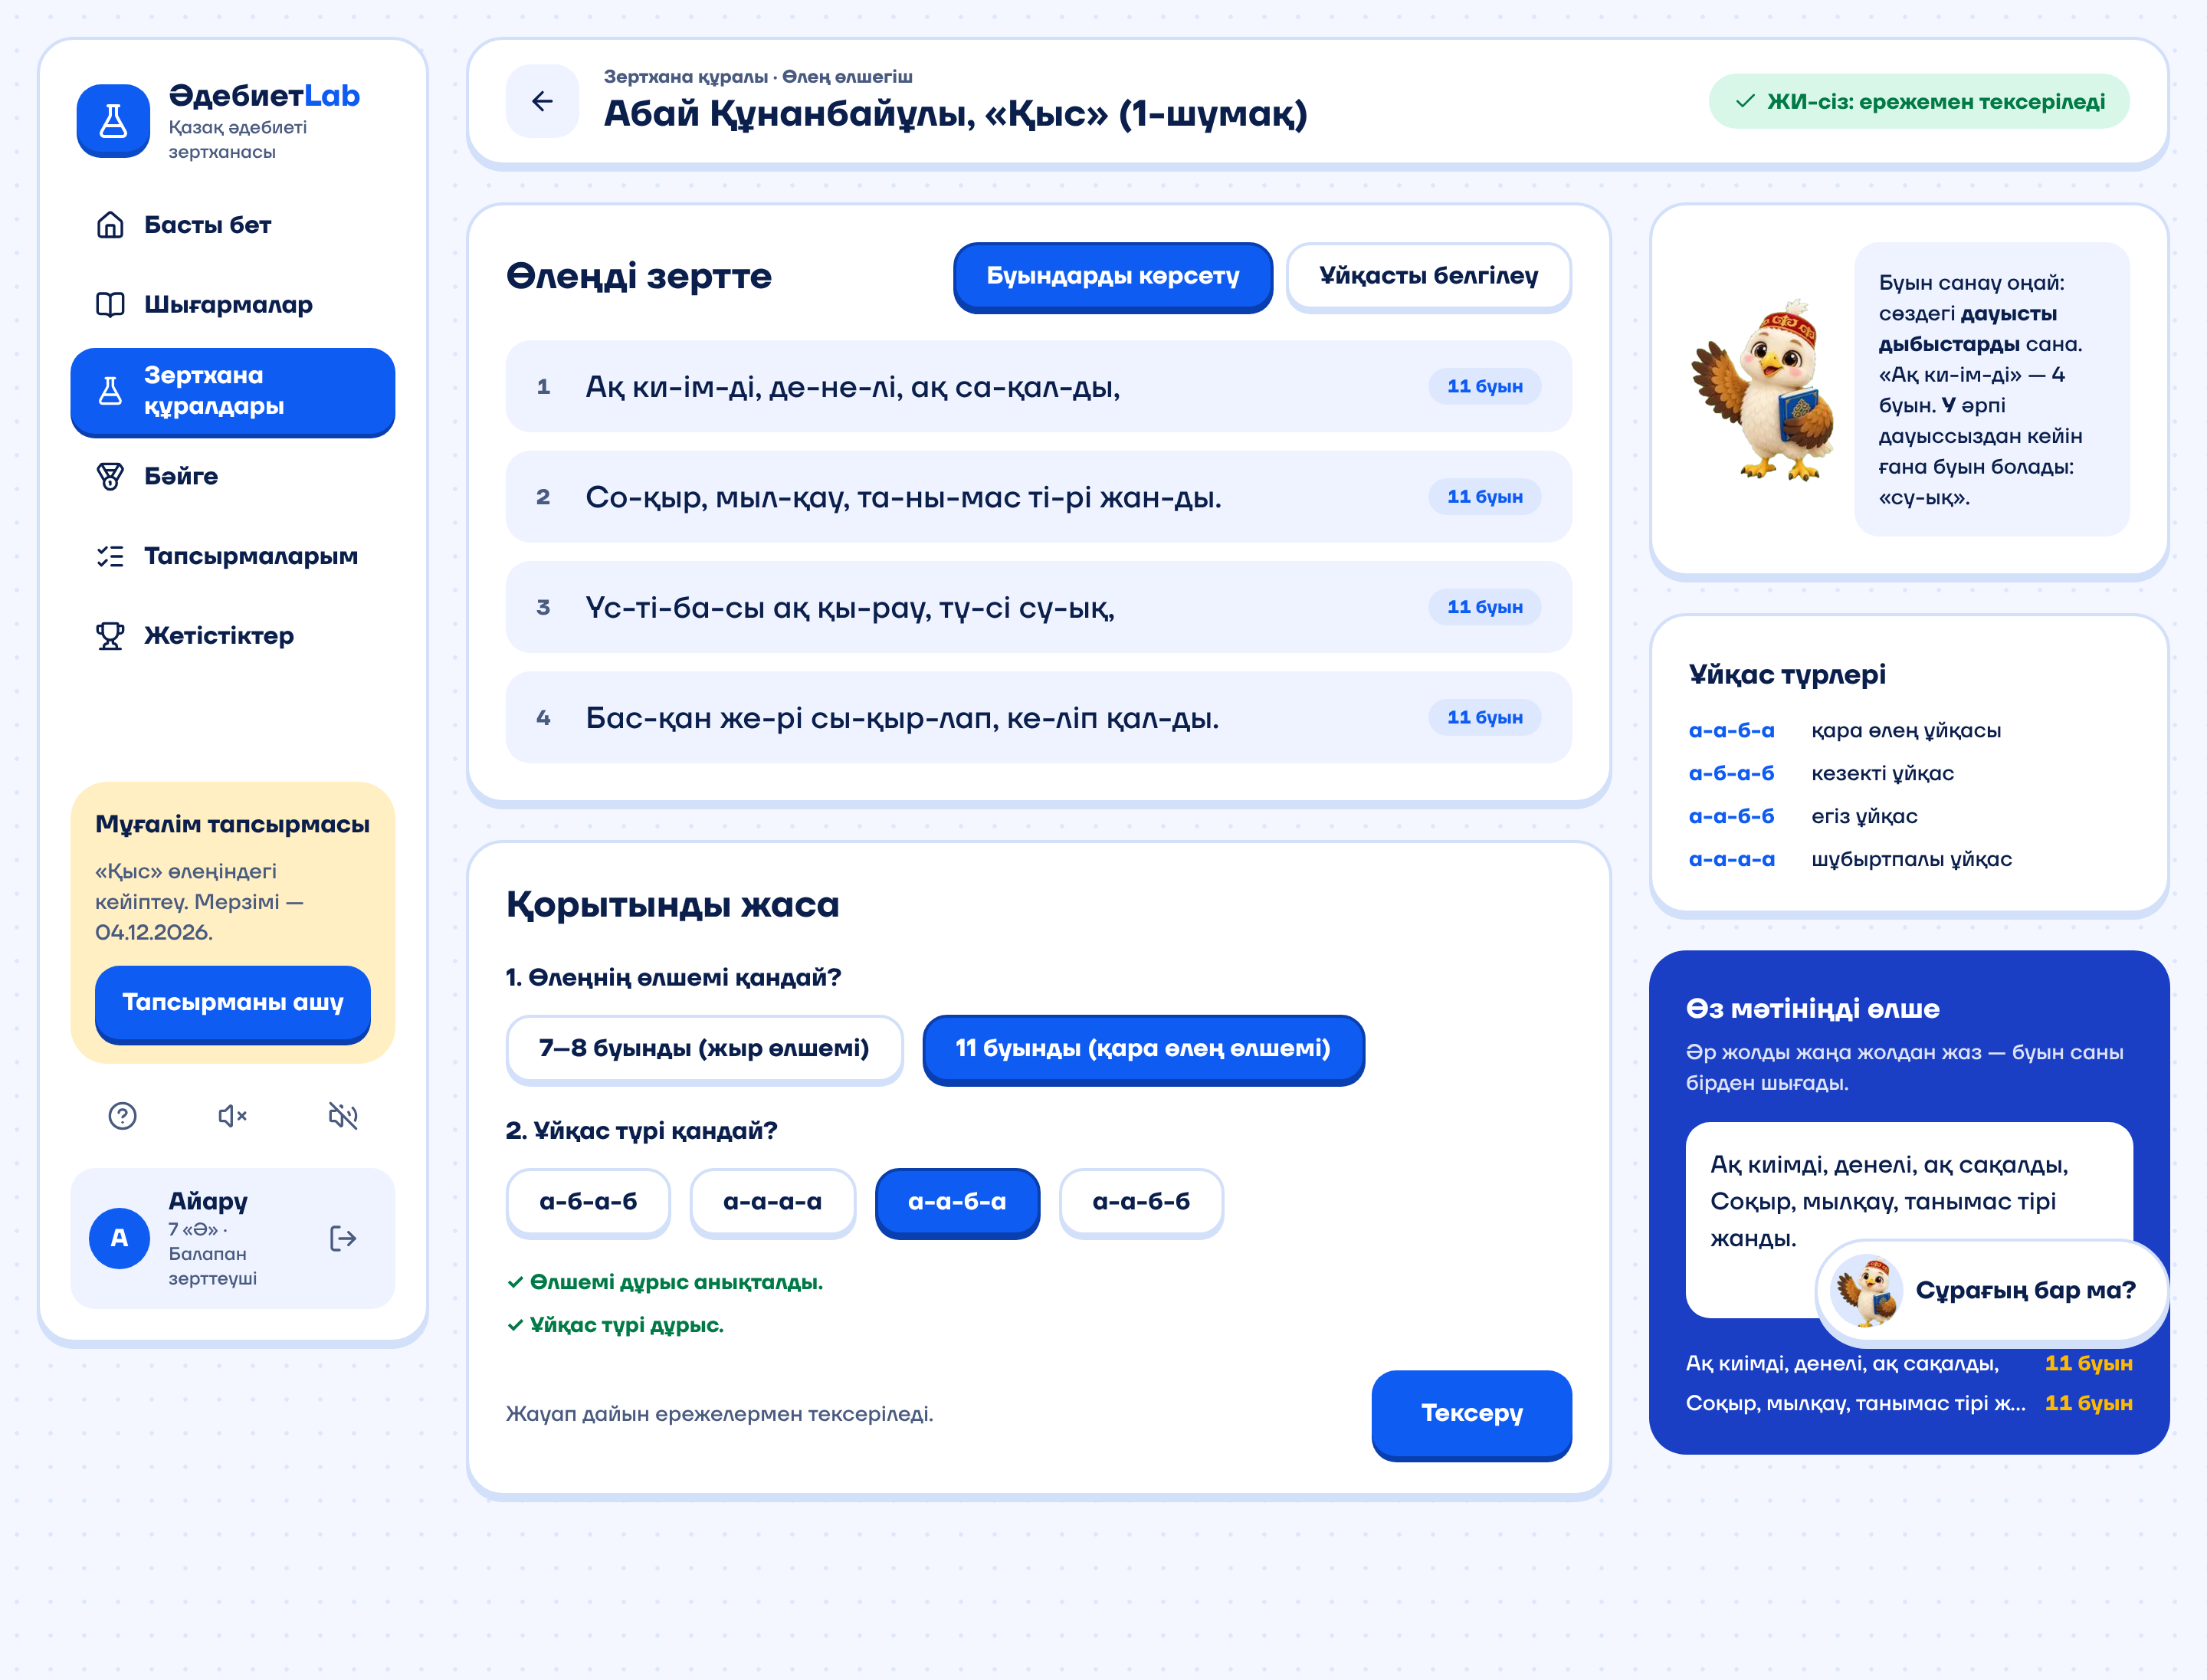 ӘдебиетLab
Қазақ әдебиеті
зертханасы
Басты бет
Шығармалар
Зертхана
құралдары
Бәйге
Тапсырмаларым
Жетістіктер
Мұғалім тапсырмасы
«Қыс» өлеңіндегі
кейіптеу. Мерзімі —
04.12.2026.
Тапсырманы ашу
А
Айару
7 «Ә» ·
Балапан
зерттеуші
Зертхана құралы · Өлең өлшегіш
Абай Құнанбайұлы, «Қыс» (1-шумақ)
ЖИ-сіз: ережемен тексеріледі
Өлеңді зертте
Буындарды көрсету
Ұйқасты белгілеу
1 Ақ ки-ім-ді, де-не-лі, ақ са-қал-ды, 11 буын
2 Со-қыр, мыл-қау, та-ны-мас ті-рі жан-ды. 11 буын
3 Үс-ті-ба-сы ақ қы-рау, тү-сі су-ық, 11 буын
4 Бас-қан же-рі сы-қыр-лап, ке-ліп қал-ды. 11 буын
Қорытынды жаса
1. Өлеңнің өлшемі қандай?
7–8 буынды (жыр өлшемі)
11 буынды (қара өлең өлшемі)
2. Ұйқас түрі қандай?
а-б-а-б
а-а-а-а
а-а-б-а
а-а-б-б
✓ Өлшемі дұрыс анықталды.
✓ Ұйқас түрі дұрыс.
Жауап дайын ережелермен тексеріледі.
Тексеру
Буын санау оңай:
сөздегі дауысты
дыбыстарды сана.
«Ақ ки-ім-ді» — 4
буын. У әрпі
дауыссыздан кейін
ғана буын болады:
«су-ық».
Ұйқас түрлері
а-а-б-а қара өлең ұйқасы
а-б-а-б кезекті ұйқас
а-а-б-б егіз ұйқас
а-а-а-а шұбыртпалы ұйқас
Өз мәтініңді өлше
Әр жолды жаңа жолдан жаз — буын саны
бірден шығады.
Ақ киімді, денелі, ақ сақалды,
Соқыр, мылқау, танымас тірі
жанды.
Сұрағың бар ма?
Ақ киімді, денелі, ақ сақалды, 11 буын
Соқыр, мылқау, танымас тірі ж... 11 буын